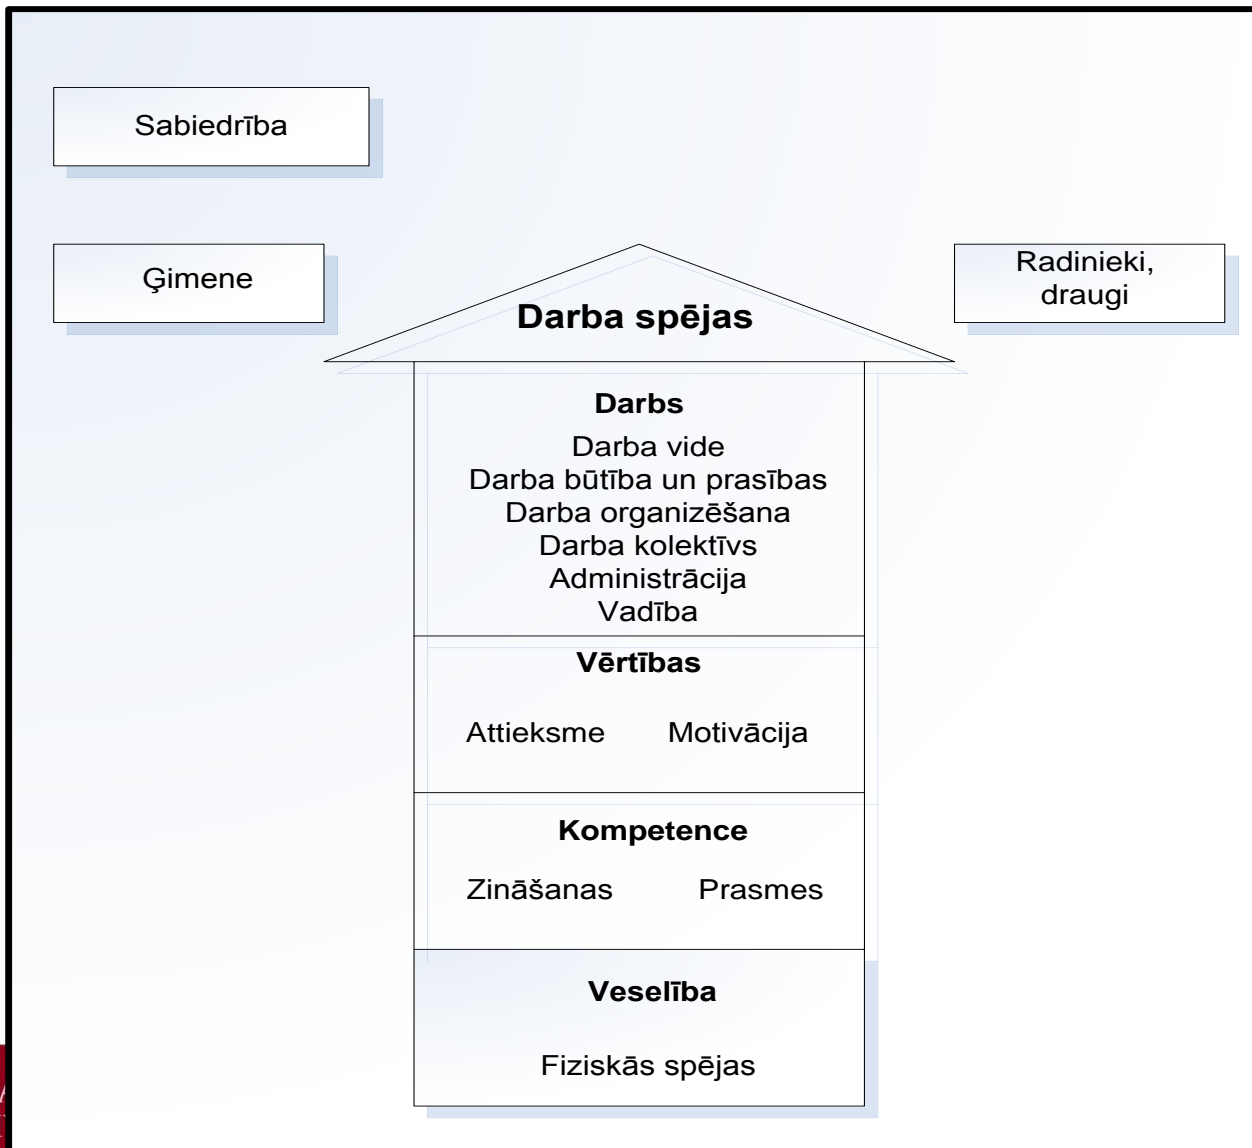 Sabiedrība
Ģimene
Radinieki,
draugi
Darba spējas
Darbs
Darba vide
Darba būtība un prasības
Darba organizēšana
Darba kolektīvs
Administrācija
Vadība
Vērtības
Attieksme Motivācija
Kompetence
Zināšanas Prasmes
Veselība
Fiziskās spējas